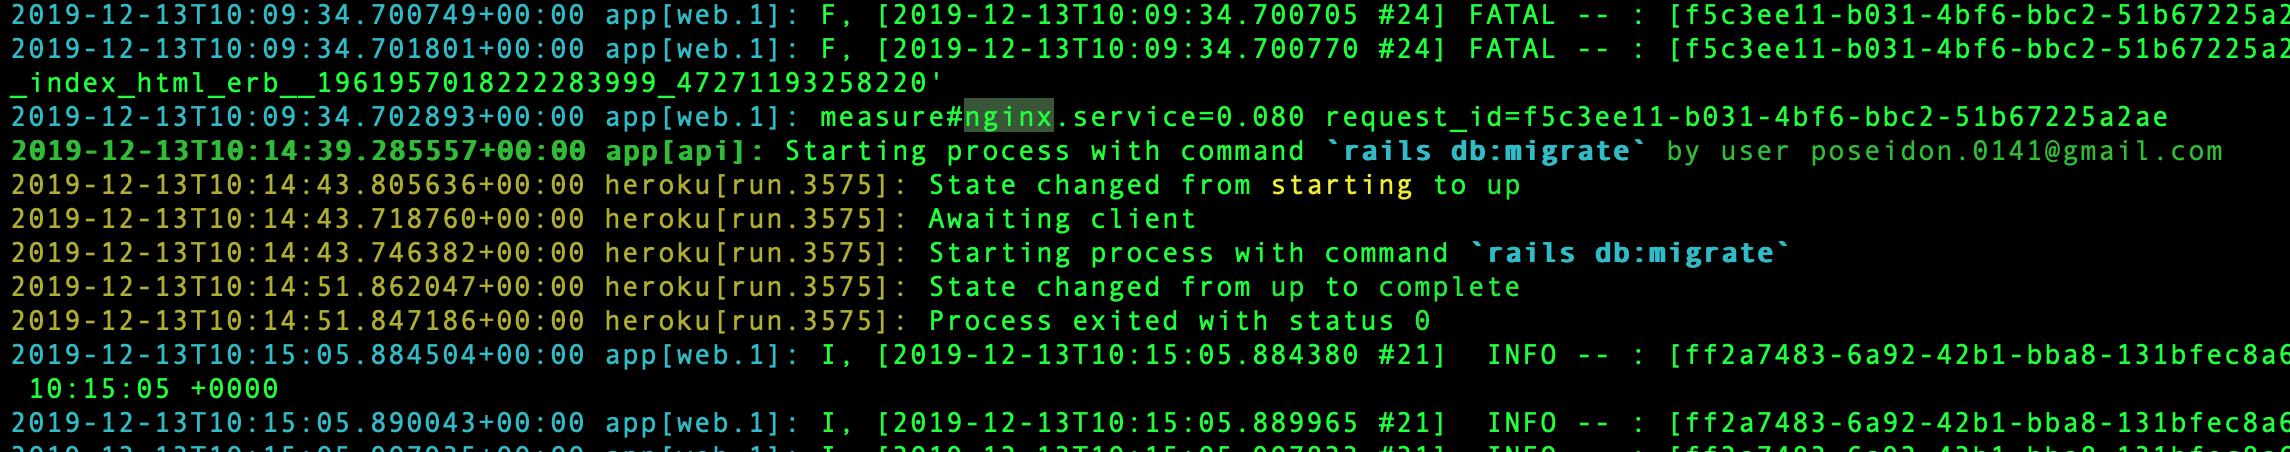 2019-12-13T10:09:34.700749+00:00 app[web.1]: F, [2019-12-13T10:09:34.700705 #24] FATAL -- : [f5c3ee11-b031-4bf6-bbc2-51b67225a2
2019-12-13T10:09:34.701801+00:00 app[web.1]: F, [2019-12-13T10:09:34.700770 #24] FATAL -- : [f5c3ee11-b031-4bf6-bbc2-51b67225a2
_index_html_erb__1961957018222283999_47271193258220'
2019-12-13T10:09:34.702893+00:00 app[web.1]: measure#nginx.service=0.080 request_id=f5c3ee11-b031-4bf6-bbc2-51b67225a2ae
2019-12-13T10:14:39.285557+00:00 app[api]: Starting process with command `rails db:migrate` by user poseidon.0141@gmail.com
2019-12-13T10:14:43.805636+00:00 heroku[run.3575]: State changed from starting to up
2019-12-13T10:14:43.718760+00:00 heroku[run.3575]: Awaiting client
2019-12-13T10:14:43.746382+00:00 heroku[run.3575]: Starting process with command `rails db:migrate`
2019-12-13T10:14:51.862047+00:00 heroku[run.3575]: State changed from up to complete
2019-12-13T10:14:51.847186+00:00 heroku[run.3575]: Process exited with status 0
2019-12-13T10:15:05.884504+00:00 app[web.1]: I, [2019-12-13T10:15:05.884380 #21]  INFO -- : [ff2a7483-6a92-42b1-bba8-131bfec8a6
10:15:05 +0000
2019-12-13T10:15:05.890043+00:00 app[web.1]: I, [2019-12-13T10:15:05.889965 #21]  INFO -- : [ff2a7483-6a92-42b1-bba8-131bfec8a6